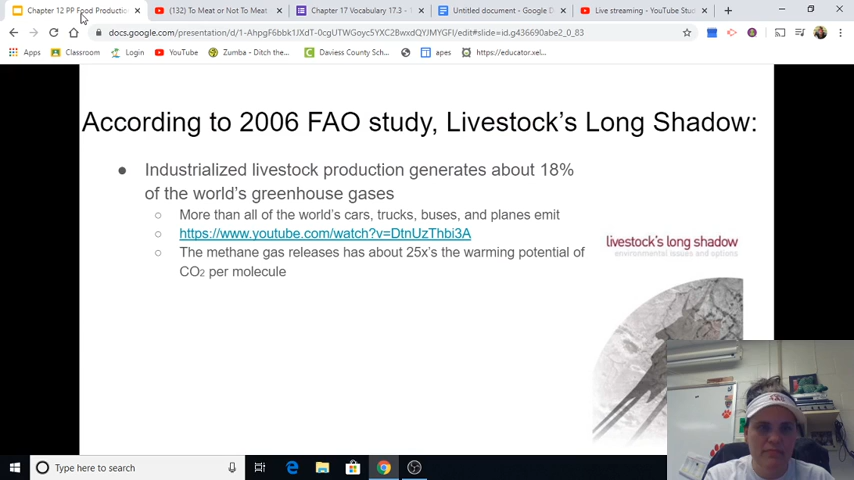 Chapter 12 PP Food Productio
(132) To Meat or Not To Meat
Chapter 17 Vocabulary 17.3 -
Untitled document - Google D
Live streaming - YouTube Stud
docs.google.com/presentation/d/1-AhpgF6bbk1JXdT-0cgUTWGoyc5YXC2BwxdQYJMYGFI/edit#slide=id.g436690abe2_0_83
Apps
Classroom
Login
YouTube
Zumba - Ditch the...
Daviess County Sch...
apes
https://educator.xel...
According to 2006 FAO study, Livestock's Long Shadow:
● Industrialized livestock production generates about 18%
of the world's greenhouse gases
○ More than all of the world's cars, trucks, buses, and planes emit
○ https://www.youtube.com/watch?v=DtnUzThbi3A
○ The methane gas releases has about 25x's the warming potential of
CO2 per molecule
livestock's long shadow
environmental issues and options
Type here to search